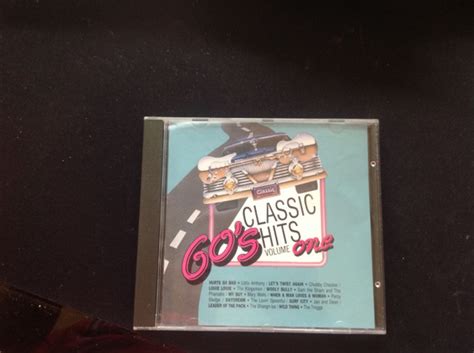 Classic
60's
CLASSIC
HITS
VOLUME one
HURTS SO BAD • Little Anthony / LET'S TWIST AGAIN • Chubby Checker /
LOUIE LOUIE • The Kingsmen / WOOLY BULLY • Sam the Sham and The
Pharaohs / MY GUY • Mary Wells / WHEN A MAN LOVES A WOMAN • Percy
Sledge / DAYDREAM • The Lovin' Spoonful / SURF CITY • Jan and Dean /
LEADER OF THE PACK • The Shangri-las / WILD THING • The Troggs